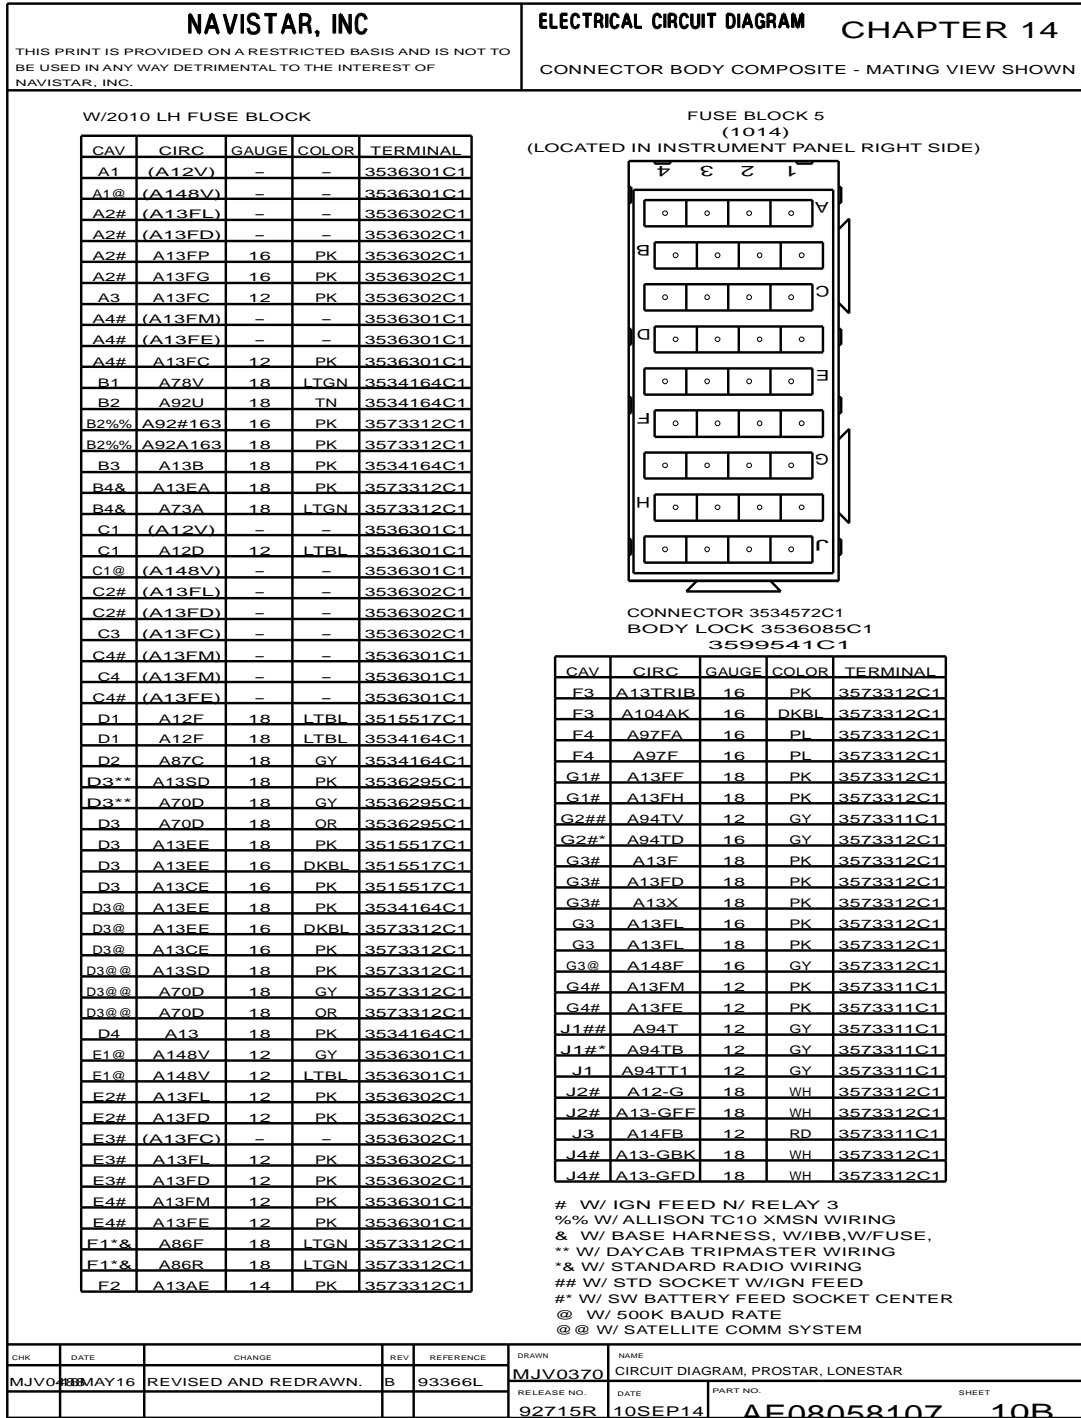 NAVISTAR, INC
THIS PRINT IS PROVIDED ON A RESTRICTED BASIS AND IS NOT TO
BE USED IN ANY WAY DETRIMENTAL TO THE INTEREST OF
NAVISTAR, INC.
ELECTRICAL CIRCUIT DIAGRAM CHAPTER 14
CONNECTOR BODY COMPOSITE - MATING VIEW SHOWN
W/2010 LH FUSE BLOCK
CAV CIRC GAUGE COLOR TERMINAL
A1 (A12V) – – 3536301C1
A1@ (A148V) – – 3536301C1
A2# (A13FL) – – 3536302C1
A2# (A13FD) – – 3536302C1
A2# A13FP 16 PK 3536302C1
A2# A13FG 16 PK 3536302C1
A3 A13FC 12 PK 3536302C1
A4# (A13FM) – – 3536301C1
A4# (A13FE) – – 3536301C1
A4# A13FC 12 PK 3536301C1
B1 A78V 18 LTGN 3534164C1
B2 A92U 18 TN 3534164C1
B2%% A92#163 16 PK 3573312C1
B2%% A92A163 18 PK 3573312C1
B3 A13B 18 PK 3534164C1
B4& A13EA 18 PK 3573312C1
B4& A73A 18 LTGN 3573312C1
C1 (A12V) – – 3536301C1
C1 A12D 12 LTBL 3536301C1
C1@ (A148V) – – 3536301C1
C2# (A13FL) – – 3536302C1
C2# (A13FD) – – 3536302C1
C3 (A13FC) – – 3536302C1
C4# (A13FM) – – 3536301C1
C4 (A13FM) – – 3536301C1
C4# (A13FE) – – 3536301C1
D1 A12F 18 LTBL 3515517C1
D1 A12F 18 LTBL 3534164C1
D2 A87C 18 GY 3534164C1
D3** A13SD 18 PK 3536295C1
D3** A70D 18 GY 3536295C1
D3 A70D 18 OR 3536295C1
D3 A13EE 18 PK 3515517C1
D3 A13EE 16 DKBL 3515517C1
D3 A13CE 16 PK 3515517C1
D3@ A13EE 18 PK 3534164C1
D3@ A13EE 16 DKBL 3573312C1
D3@ A13CE 16 PK 3573312C1
D3@@ A13SD 18 PK 3573312C1
D3@@ A70D 18 GY 3573312C1
D3@@ A70D 18 OR 3573312C1
D4 A13 18 PK 3534164C1
E1@ A148V 12 GY 3536301C1
E1@ A148V 12 LTBL 3536301C1
E2# A13FL 12 PK 3536302C1
E2# A13FD 12 PK 3536302C1
E3# (A13FC) – – 3536302C1
E3# A13FL 12 PK 3536302C1
E3# A13FD 12 PK 3536302C1
E4# A13FM 12 PK 3536301C1
E4# A13FE 12 PK 3536301C1
F1*& A86F 18 LTGN 3573312C1
F1*& A86R 18 LTGN 3573312C1
F2 A13AE 14 PK 3573312C1
FUSE BLOCK 5
(1014)
(LOCATED IN INSTRUMENT PANEL RIGHT SIDE)
4 3 2 1
A
B
C
D
E
F
G
H
J
CONNECTOR 3534572C1
BODY LOCK 3536085C1
3599541C1
CAV CIRC GAUGE COLOR TERMINAL
F3 A13TRIB 16 PK 3573312C1
F3 A104AK 16 DKBL 3573312C1
F4 A97FA 16 PL 3573312C1
F4 A97F 16 PL 3573312C1
G1# A13FF 18 PK 3573312C1
G1# A13FH 18 PK 3573312C1
G2## A94TV 12 GY 3573311C1
G2#* A94TD 16 GY 3573312C1
G3# A13F 18 PK 3573312C1
G3# A13FD 18 PK 3573312C1
G3# A13X 18 PK 3573312C1
G3 A13FL 16 PK 3573312C1
G3 A13FL 18 PK 3573312C1
G3@ A148F 16 GY 3573312C1
G4# A13FM 12 PK 3573311C1
G4# A13FE 12 PK 3573311C1
J1## A94T 12 GY 3573311C1
J1#* A94TB 12 GY 3573311C1
J1 A94TT1 12 GY 3573311C1
J2# A12-G 18 WH 3573312C1
J2# A13-GFF 18 WH 3573312C1
J3 A14FB 12 RD 3573311C1
J4# A13-GBK 18 WH 3573312C1
J4# A13-GFD 18 WH 3573312C1
# W/ IGN FEED N/ RELAY 3
%% W/ ALLISON TC10 XMSN WIRING
& W/ BASE HARNESS, W/IBB,W/FUSE,
** W/ DAYCAB TRIPMASTER WIRING
*& W/ STANDARD RADIO WIRING
## W/ STD SOCKET W/IGN FEED
#* W/ SW BATTERY FEED SOCKET CENTER
@ W/ 500K BAUD RATE
@@ W/ SATELLITE COMM SYSTEM
CHK DATE CHANGE REV REFERENCE DRAWN NAME
REVISED AND REDRAWN. B 93366L MJV0370 CIRCUIT DIAGRAM, PROSTAR, LONESTAR
RELEASE NO. DATE PART NO. SHEET
92715R 10SEP14 AF08058107 10B